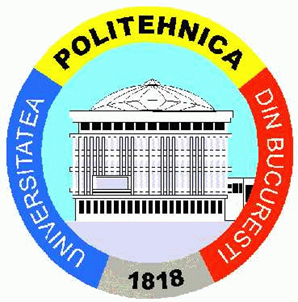 UNIVERSITATEA
POLITEHNICA
DIN BUCURESTI
1818